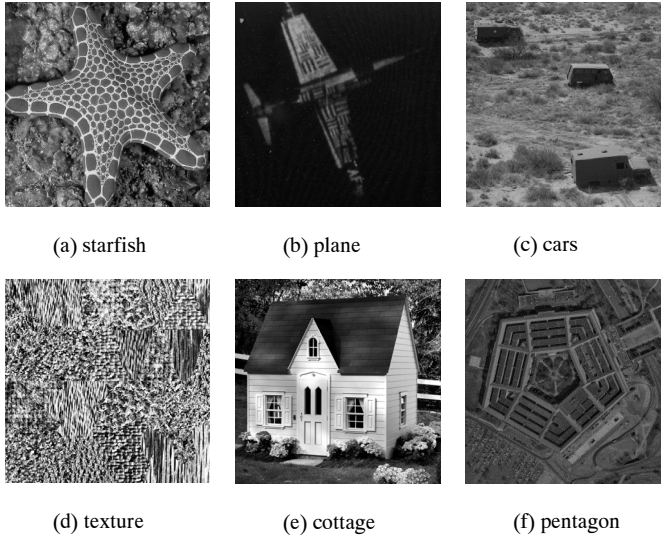 (a) starfish
(b) plane
(c) cars
(d) texture
(e) cottage
(f) pentagon